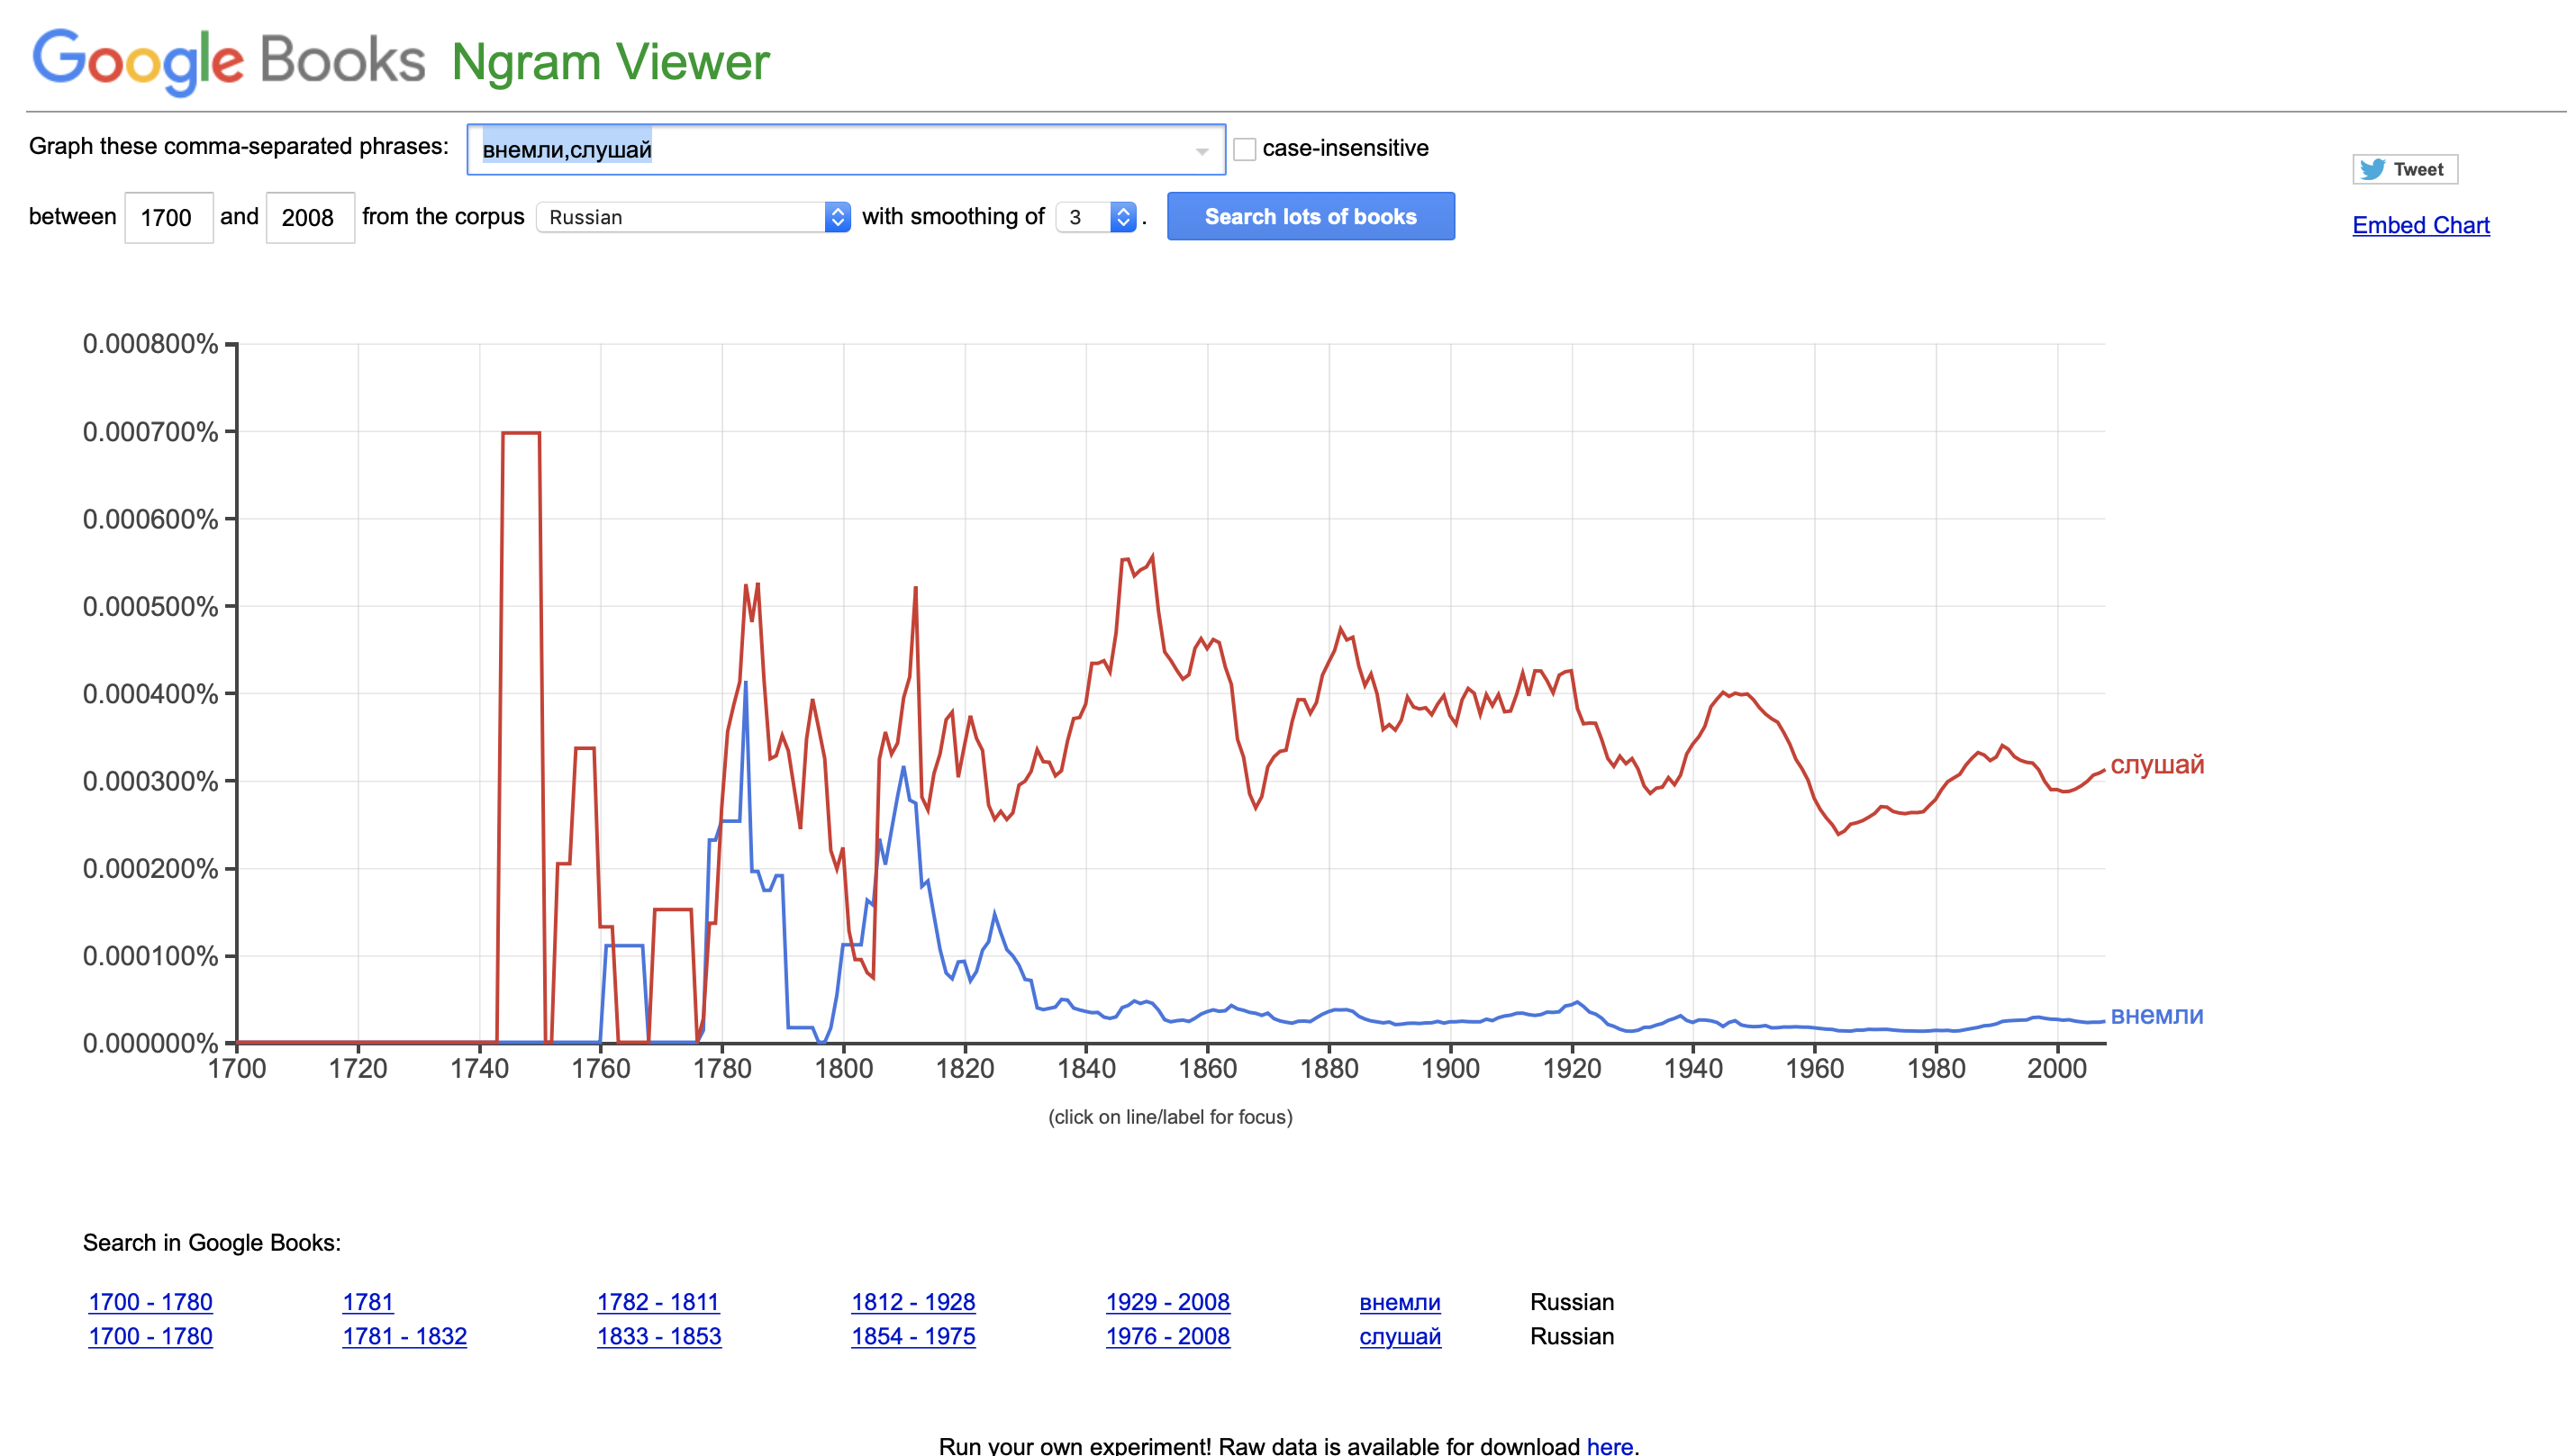 Google Books Ngram Viewer
Graph these comma-separated phrases: внемли,слушай case-insensitive
Tweet
between 1700 and 2008 from the corpus Russian with smoothing of 3 . Search lots of books
Embed Chart
0.000800%
0.000700%
0.000600%
0.000500%
0.000400%
0.000300%
слушай
0.000200%
0.000100%
внемли
0.000000%
1700 1720 1740 1760 1780 1800 1820 1840 1860 1880 1900 1920 1940 1960 1980 2000
(click on line/label for focus)
Search in Google Books:
1700 - 1780 1781 1782 - 1811 1812 - 1928 1929 - 2008 внемли Russian
1700 - 1780 1781 - 1832 1833 - 1853 1854 - 1975 1976 - 2008 слушай Russian
Run your own experiment! Raw data is available for download here.